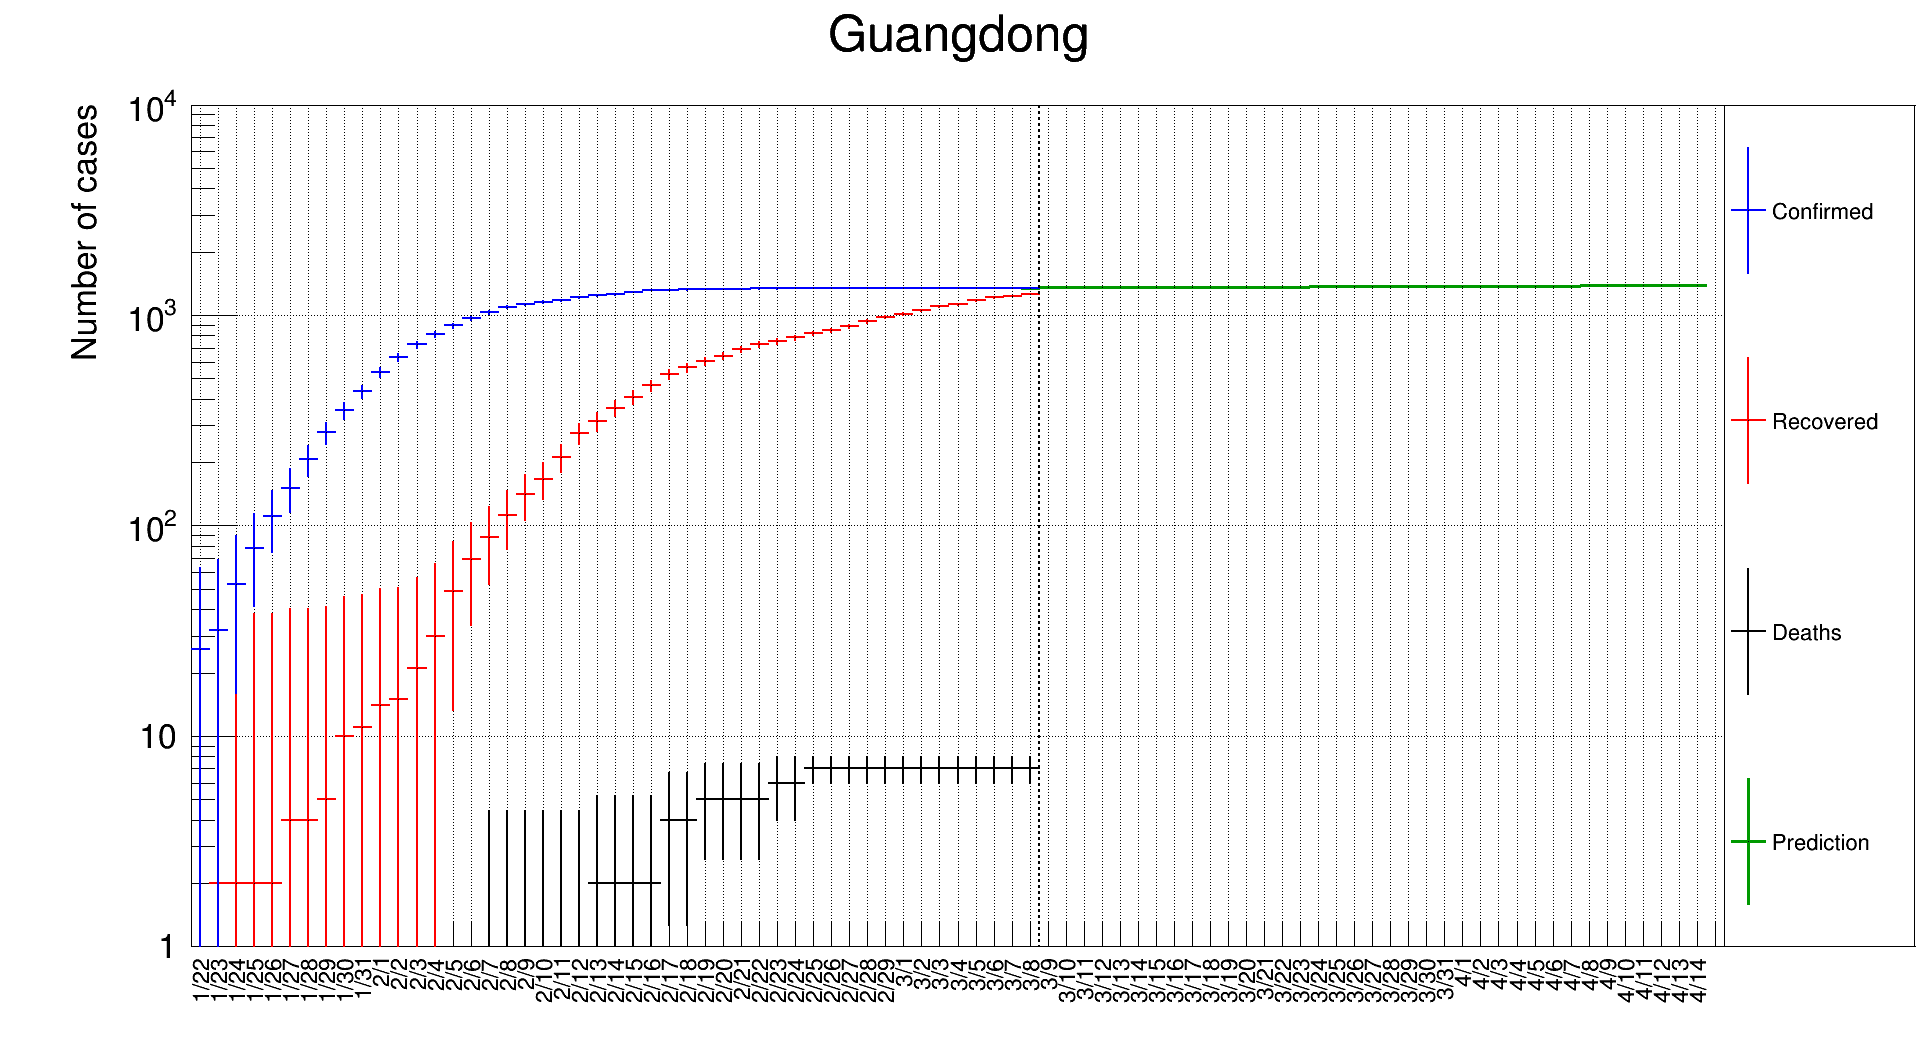 Guangdong
Number of cases
10^4
10^3
10^2
10
1
1/22 1/23 1/24 1/25 1/26 1/27 1/28 1/29 1/30 1/31 2/1 2/2 2/3 2/4 2/5 2/6 2/7 2/8 2/9 2/10 2/11 2/12 2/13 2/14 2/15 2/16 2/17 2/18 2/19 2/20 2/21 2/22 2/23 2/24 2/25 2/26 2/27 2/28 2/29 3/1 3/2 3/3 3/4 3/5 3/6 3/7 3/8 3/9 3/10 3/11 3/12 3/13 3/14 3/15 3/16 3/17 3/18 3/19 3/20 3/21 3/22 3/23 3/24 3/25 3/26 3/27 3/28 3/29 3/30 3/31 4/1 4/2 4/3 4/4 4/5 4/6 4/7 4/8 4/9 4/10 4/11 4/12 4/13 4/14
Confirmed
Recovered
Deaths
Prediction